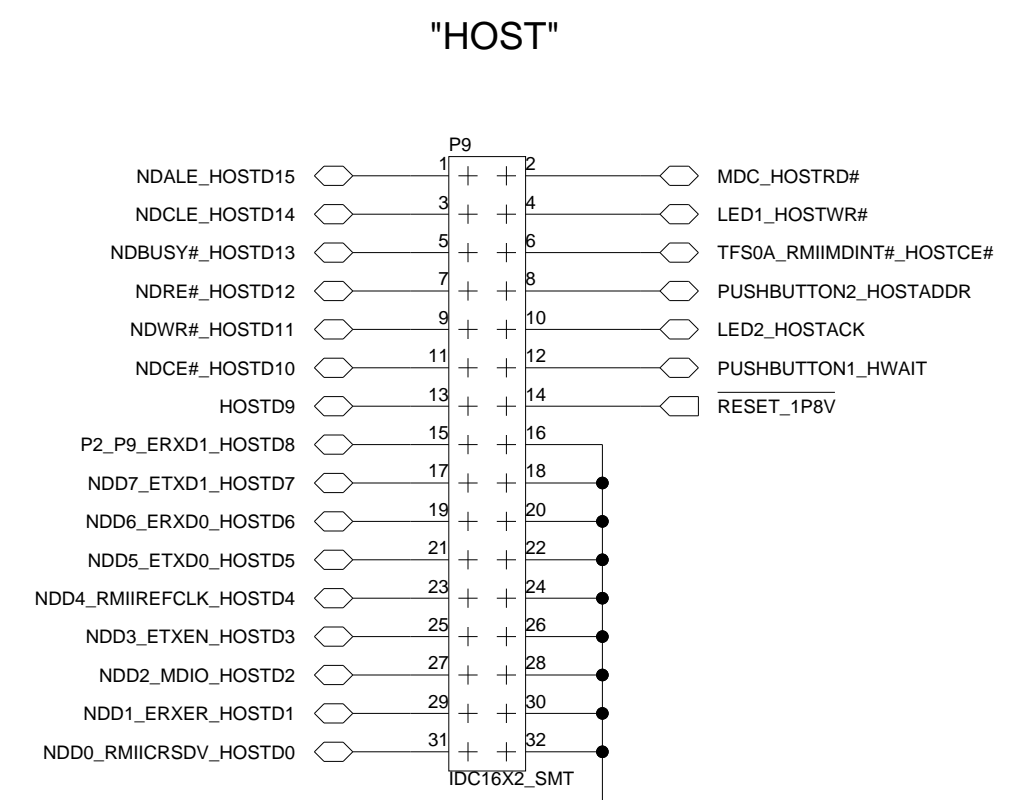 "HOST"
P9
NDALE_HOSTD15 1 2 MDC_HOSTRD#
NDCLE_HOSTD14 3 4 LED1_HOSTWR#
NDBUSY#_HOSTD13 5 6 TFS0A_RMIIMDINT#_HOSTCE#
NDRE#_HOSTD12 7 8 PUSHBUTTON2_HOSTADDR
NDWR#_HOSTD11 9 10 LED2_HOSTACK
NDCE#_HOSTD10 11 12 PUSHBUTTON1_HWAIT
HOSTD9 13 14 RESET_1P8V
P2_P9_ERXD1_HOSTD8 15 16
NDD7_ETXD1_HOSTD7 17 18
NDD6_ERXD0_HOSTD6 19 20
NDD5_ETXD0_HOSTD5 21 22
NDD4_RMIIREFCLK_HOSTD4 23 24
NDD3_ETXEN_HOSTD3 25 26
NDD2_MDIO_HOSTD2 27 28
NDD1_ERXER_HOSTD1 29 30
NDD0_RMIICRSDV_HOSTD0 31 32
IDC16X2_SMT